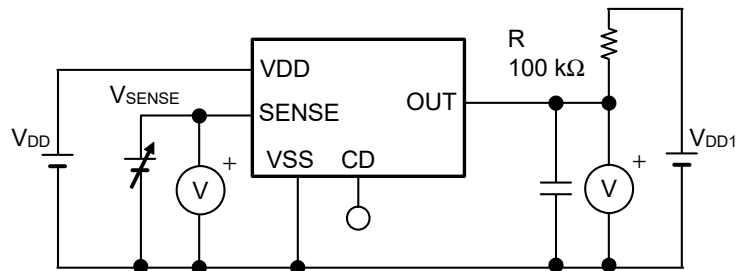 R
100 kΩ
VDD
VSENSE
SENSE
OUT
VDD
VDD1
VSS
CD
+
V
V
+